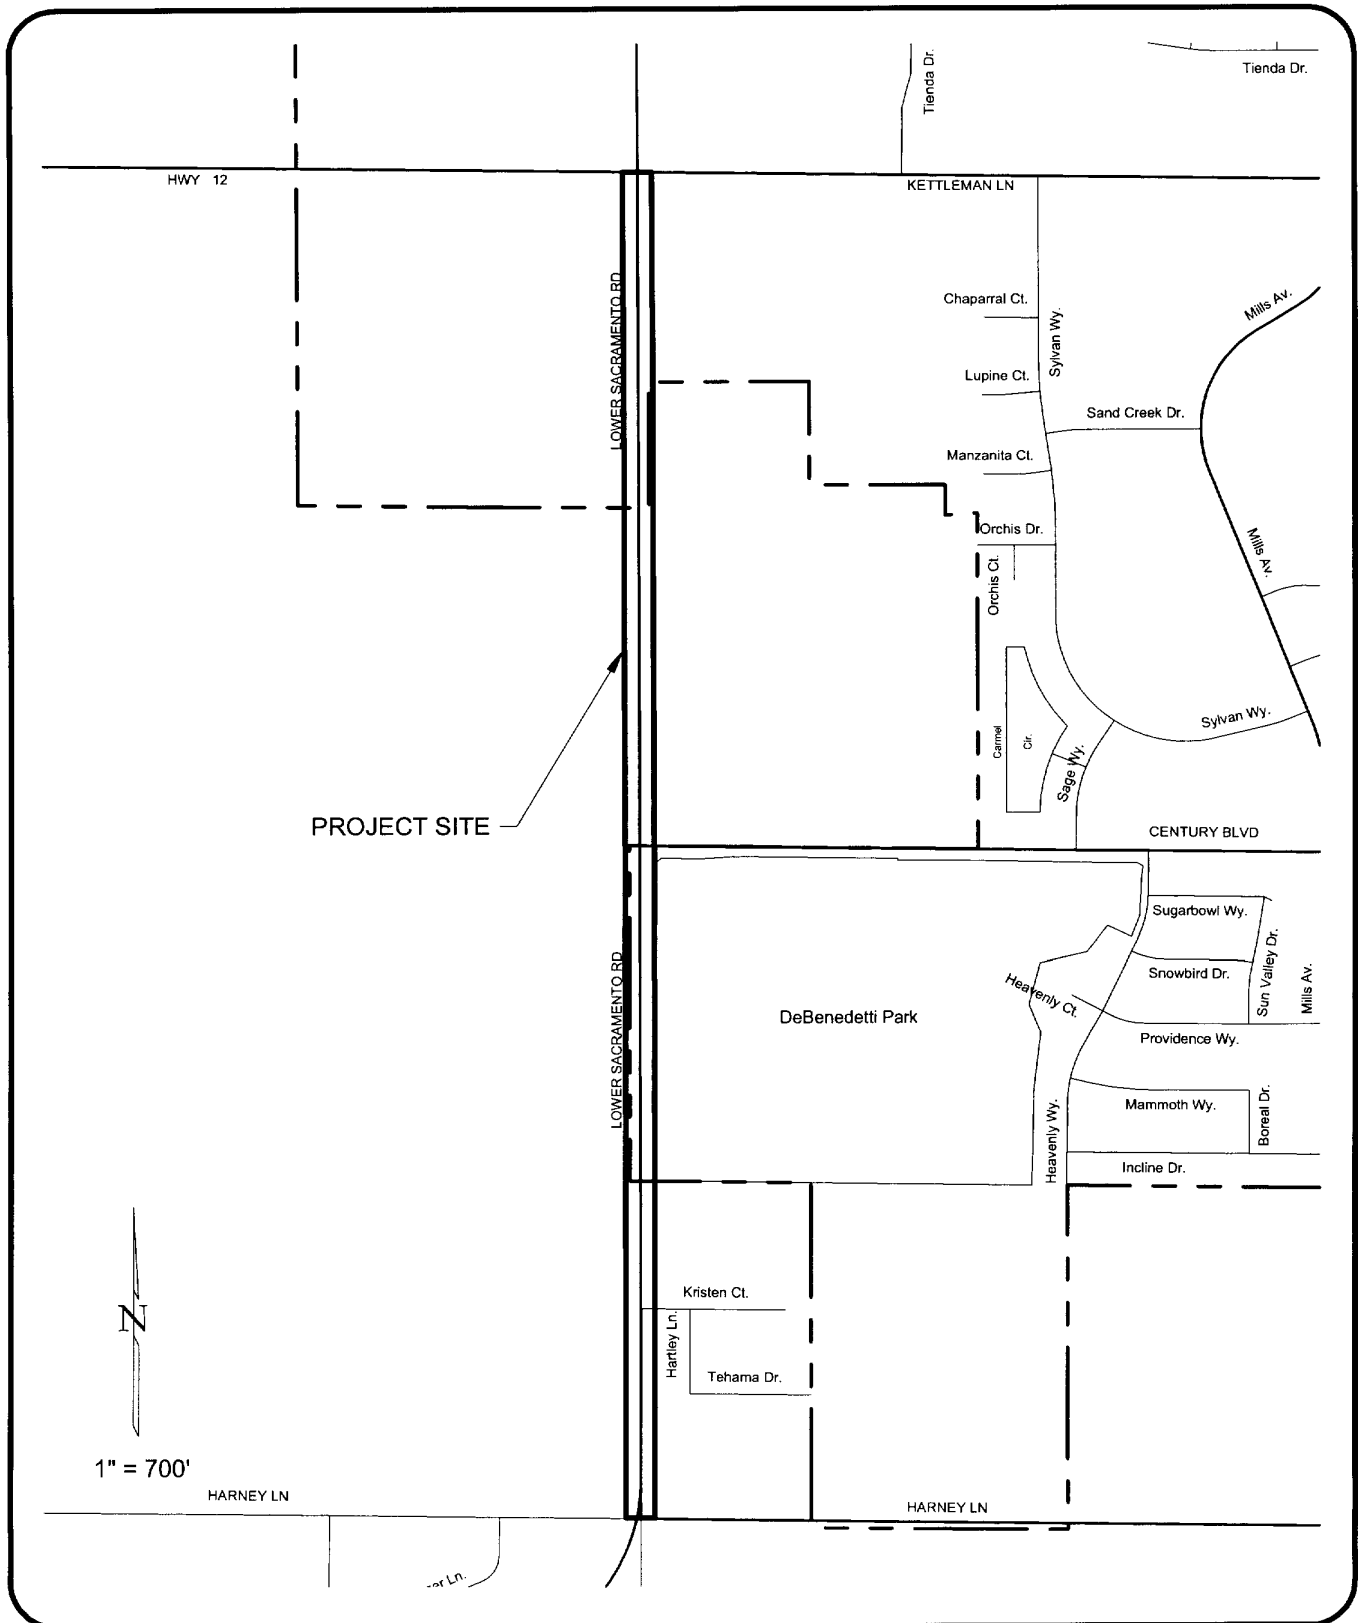 Tienda Dr.
Tienda Dr.
HWY 12
KETTLEMAN LN
LOWER SACRAMENTO RD
Chaparral Ct.
Sylvan Wy.
Mills Av.
Lupine Ct.
Sand Creek Dr.
Manzanita Ct.
Orchis Dr.
Orchis Ct.
Mills Av.
Carmel
Cir.
Sage Wy.
Sylvan Wy.
PROJECT SITE
CENTURY BLVD
Sugarbowl Wy.
Sun Valley Dr.
Mills Av.
Snowbird Dr.
LOWER SACRAMENTO RD
Heavenly Ct.
DeBenedetti Park
Providence Wy.
Mammoth Wy.
Boreal Dr.
Heavenly Wy.
Incline Dr.
Kristen Ct.
Hartley Ln.
Tehama Dr.
N
1" = 700'
HARNEY LN
HARNEY LN
Ln.